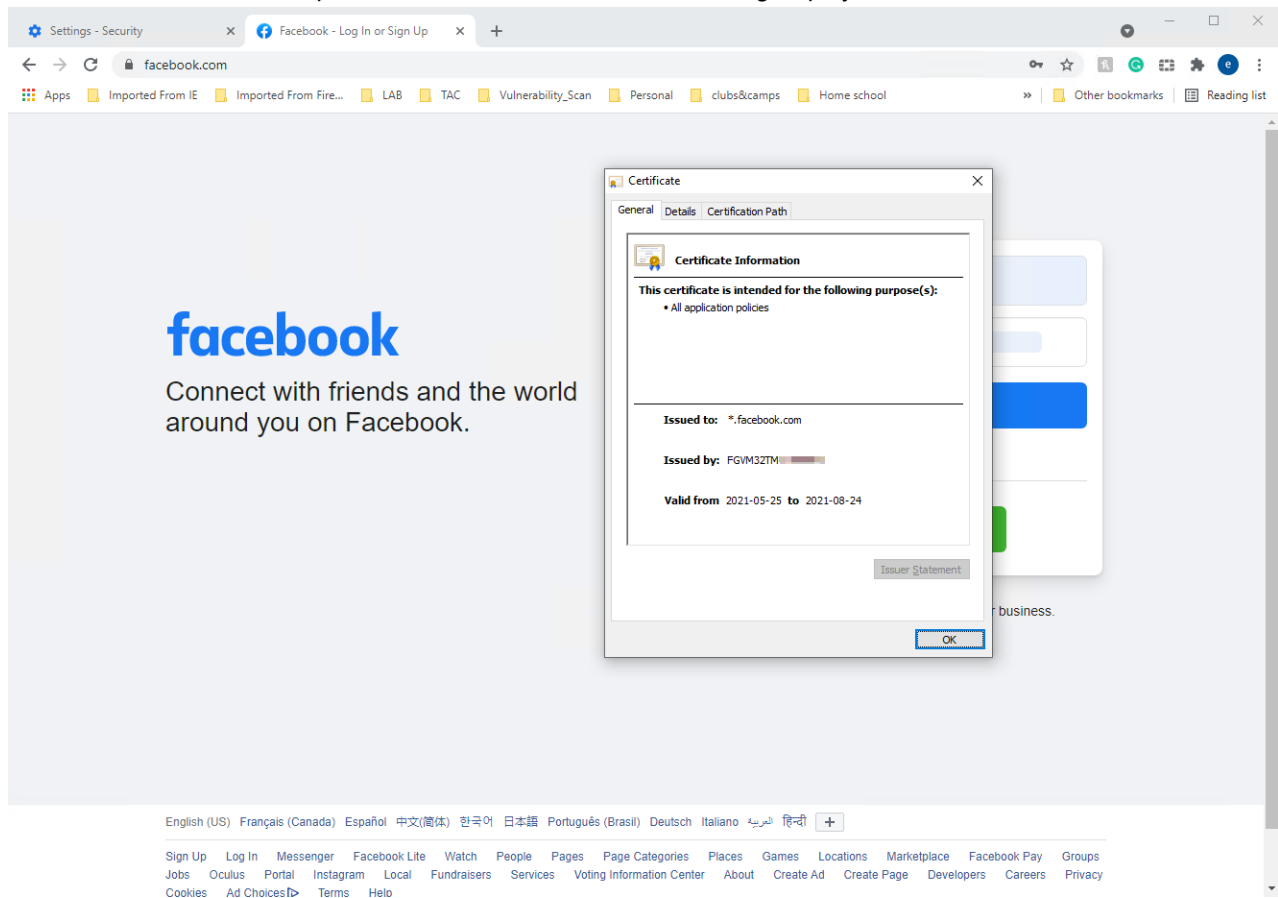 Settings - Security
Facebook - Log In or Sign Up
facebook.com
e
Apps
Imported From IE
Imported From Fire...
LAB
TAC
Vulnerability_Scan
Personal
clubs&camps
Home school
»
Other bookmarks
Reading list
Certificate
General Details Certification Path
Certificate Information
This certificate is intended for the following purpose(s):
• All application policies
facebook
Connect with friends and the world
around you on Facebook.
Issued to: *.facebook.com
Issued by: FGVM32TM
Valid from 2021-05-25 to 2021-08-24
Issuer Statement
business.
OK
English (US) Français (Canada) Español 中文(简体) 한국어 日本語 Português (Brasil) Deutsch Italiano العربية हिन्दी +
Sign Up Log In Messenger Facebook Lite Watch People Pages Page Categories Places Games Locations Marketplace Facebook Pay Groups
Jobs Oculus Portal Instagram Local Fundraisers Services Voting Information Center About Create Ad Create Page Developers Careers Privacy
Cookies Ad Choices Terms Help